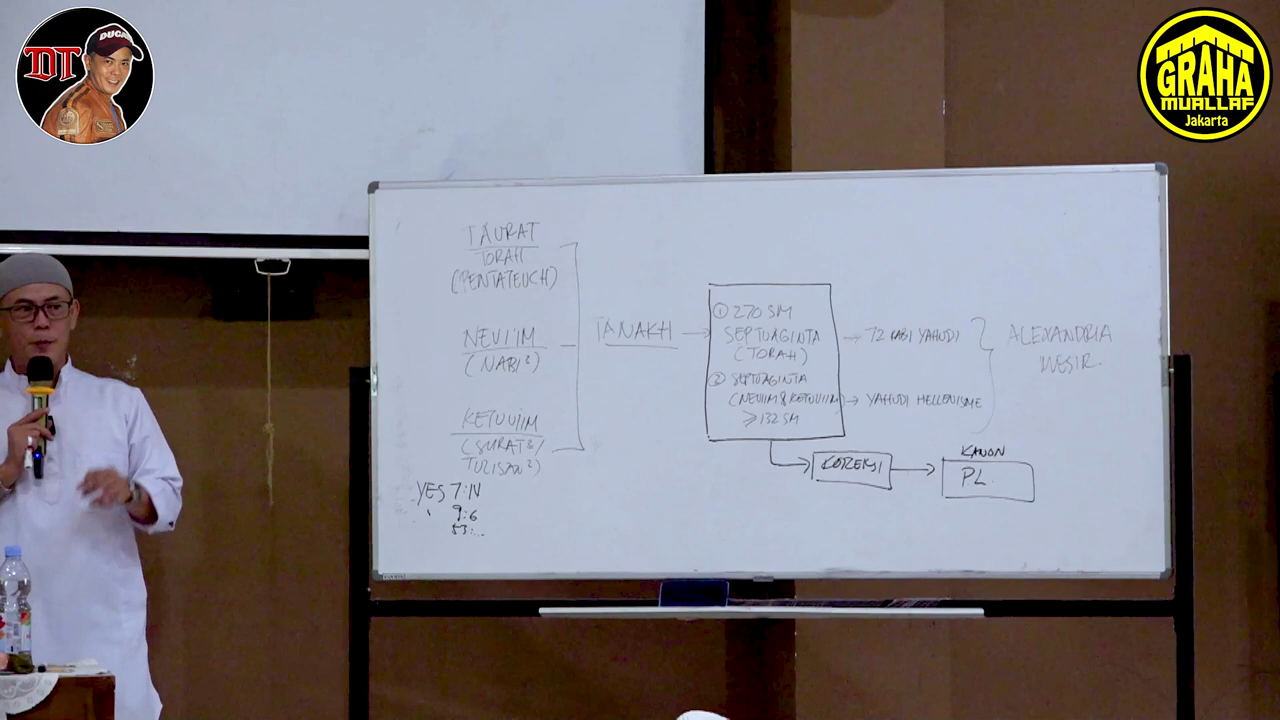 DT
DUCATI
GRAHA
MUALLAF
Jakarta
TAURAT
TORAH
(PENTATEUCH)
NEVI'IM
(NABI²)
KETUVIIM
(SURAT²/
TULISAN²)
YES 7:14
9:6
53:...
TANAKH
① 270 SM
SEPTUAGINTA
(TORAH)
② SEPTUAGINTA
(NEVIIM & KETUVIIM)
≥ 132 SM
72 RABI YAHUDI
YAHUDI HELLENISME
ALEXANDRIA
MESIR
KOREKSI
KANON
P.L.